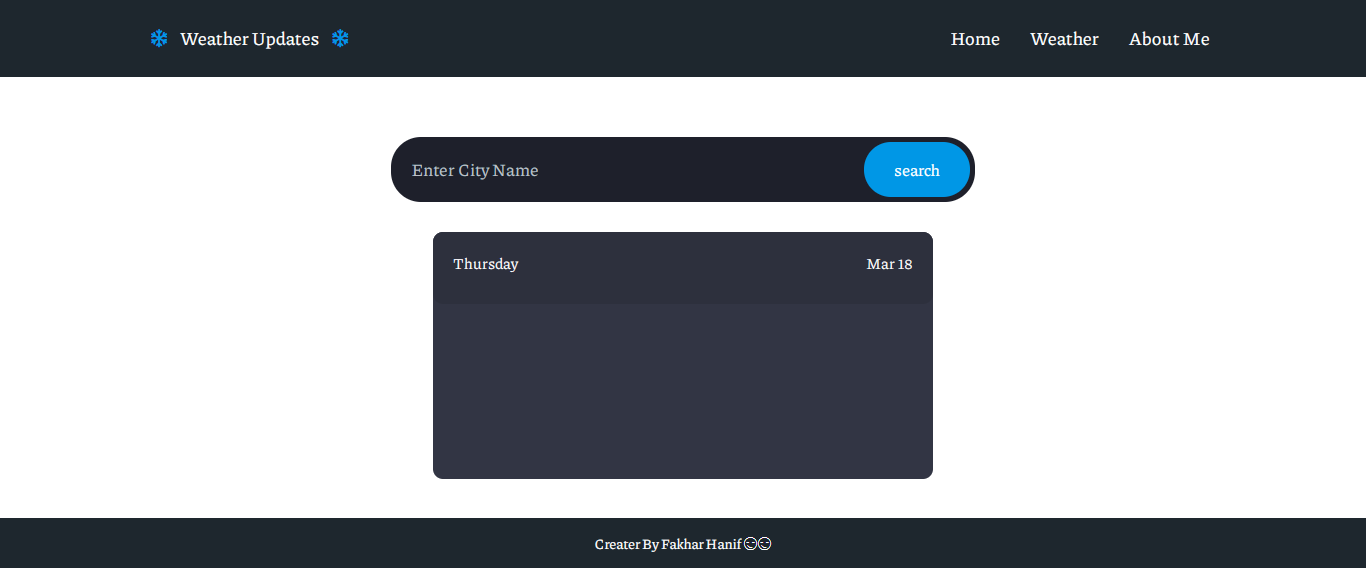 ❄ Weather Updates ❄ Home Weather About Me
Enter City Name search
Thursday Mar 18
Creater By Fakhar Hanif 😏😏